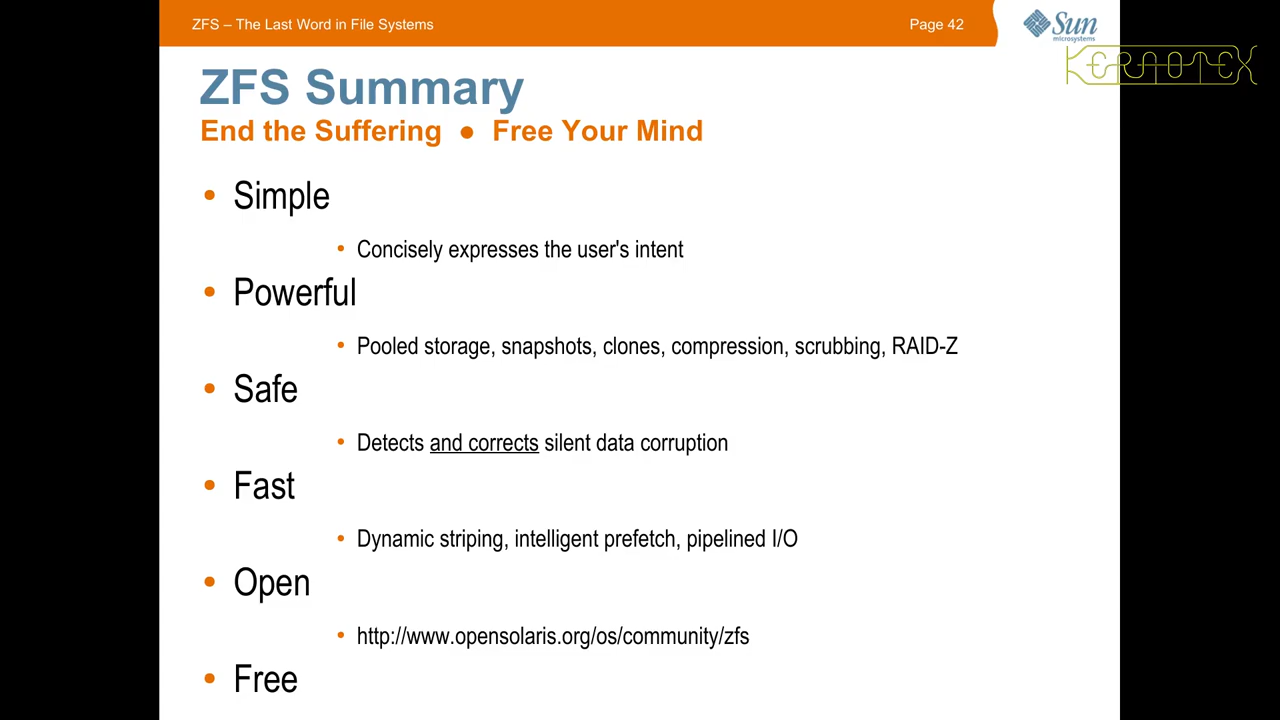 ZFS – The Last Word in File Systems
Page 42
Sun
microsystems
KERNOTEX
ZFS Summary
End the Suffering ● Free Your Mind
• Simple
• Concisely expresses the user's intent
• Powerful
• Pooled storage, snapshots, clones, compression, scrubbing, RAID-Z
• Safe
• Detects and corrects silent data corruption
• Fast
• Dynamic striping, intelligent prefetch, pipelined I/O
• Open
• http://www.opensolaris.org/os/community/zfs
• Free